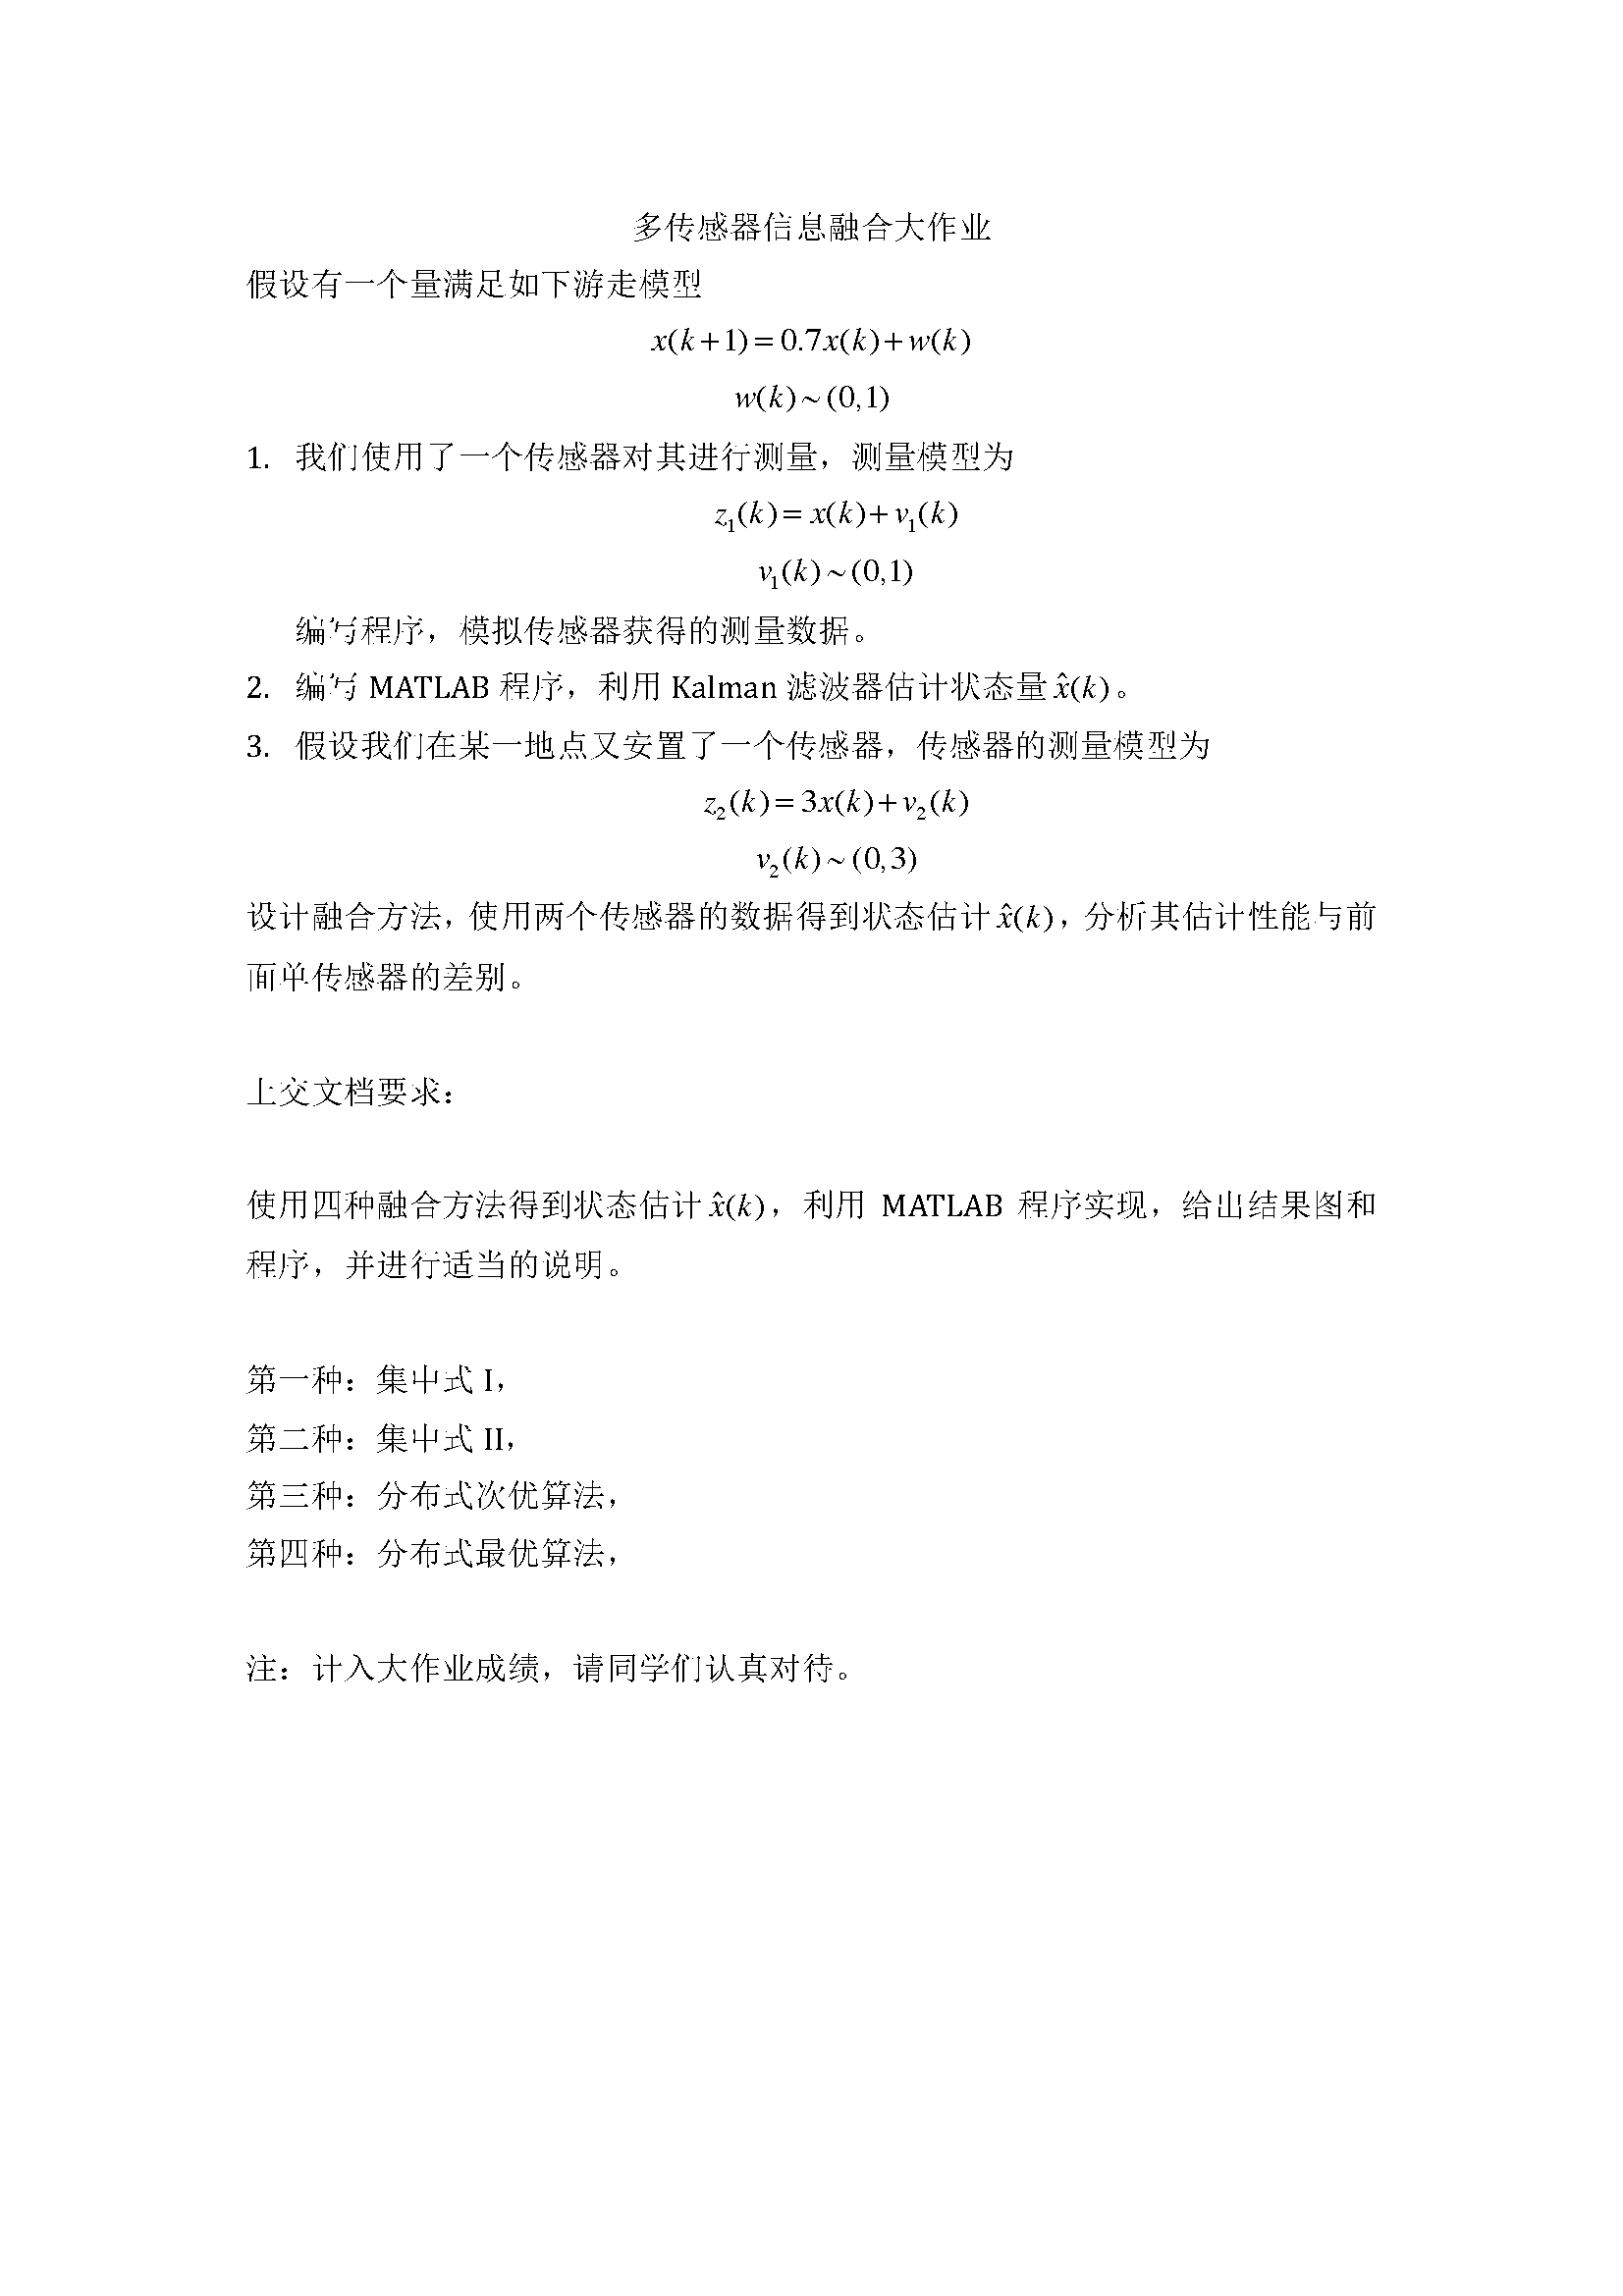 多传感器信息融合大作业
假设有一个量满足如下游走模型
x(k+1)=0.7x(k)+w(k)
w(k)~(0,1)
1. 我们使用了一个传感器对其进行测量，测量模型为
z₁(k)=x(k)+v₁(k)
v₁(k)~(0,1)
编写程序，模拟传感器获得的测量数据。
2. 编写 MATLAB 程序，利用 Kalman 滤波器估计状态量 x̂(k)。
3. 假设我们在某一地点又安置了一个传感器，传感器的测量模型为
z₂(k)=3x(k)+v₂(k)
v₂(k)~(0,3)
设计融合方法，使用两个传感器的数据得到状态估计 x̂(k)，分析其估计性能与前
面单传感器的差别。
上交文档要求：
使用四种融合方法得到状态估计 x̂(k)，利用 MATLAB 程序实现，给出结果图和
程序，并进行适当的说明。
第一种：集中式 I，
第二种：集中式 II，
第三种：分布式次优算法，
第四种：分布式最优算法，
注：计入大作业成绩，请同学们认真对待。